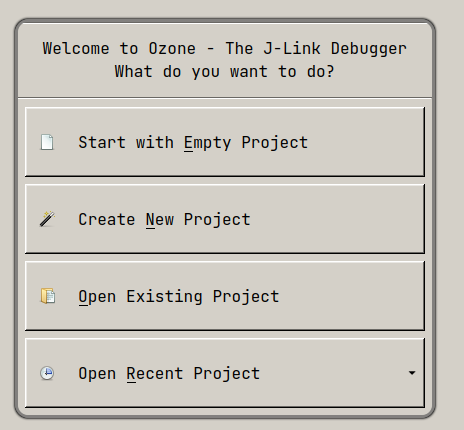 Welcome to Ozone - The J-Link Debugger
What do you want to do?
Start with Empty Project
Create New Project
Open Existing Project
Open Recent Project